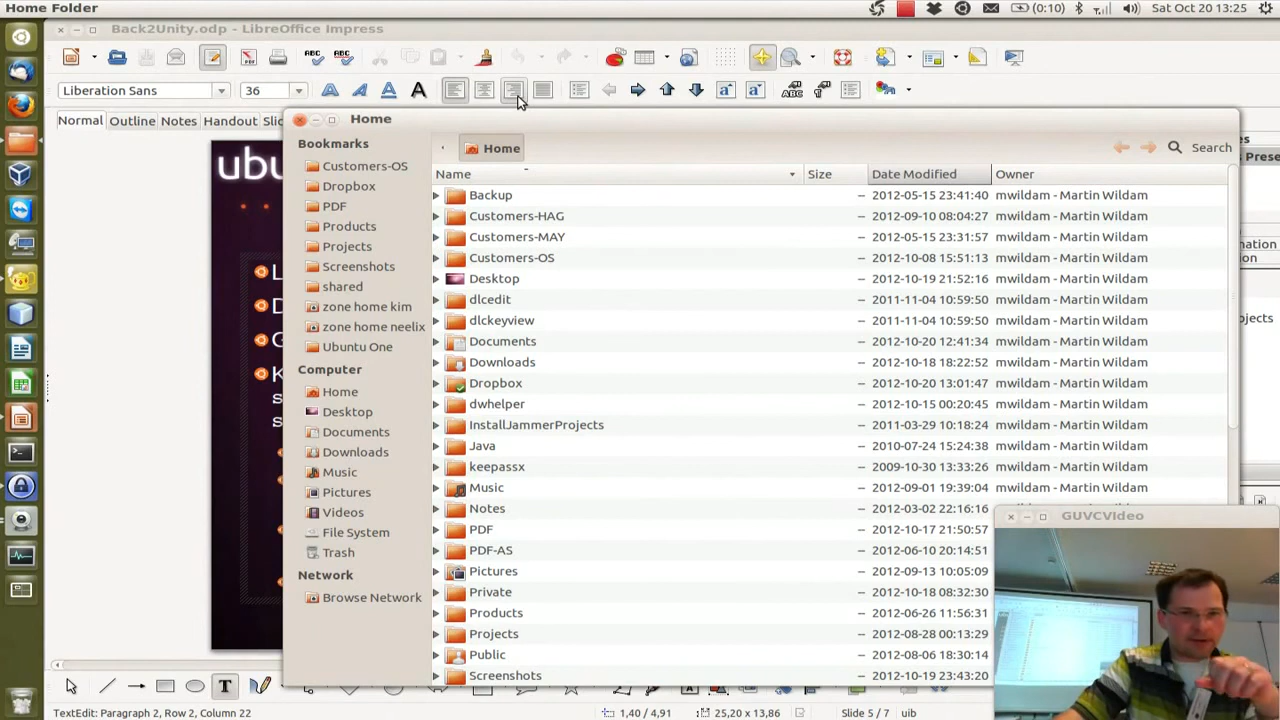 Home Folder
(0:10)
Sat Oct 20 13:25
Back2Unity.odp - LibreOffice Impress
Liberation Sans
36
Normal
Outline
Notes
Handout
Home
Bookmarks
Customers-OS
Dropbox
PDF
Products
Projects
Screenshots
shared
zone home kim
zone home neelix
Ubuntu One
Computer
Home
Desktop
Documents
Downloads
Music
Pictures
Videos
File System
Trash
Network
Browse Network
Home
Search
Name Size Date Modified Owner
Backup -- 2012-05-15 23:41:40 mwildam - Martin Wildam
Customers-HAG -- 2012-09-10 08:04:27 mwildam - Martin Wildam
Customers-MAY -- 2012-05-15 23:31:57 mwildam - Martin Wildam
Customers-OS -- 2012-10-08 15:51:13 mwildam - Martin Wildam
Desktop -- 2012-10-19 21:52:16 mwildam - Martin Wildam
dlcedit -- 2011-11-04 10:59:50 mwildam - Martin Wildam
dlckeyview -- 2011-11-04 10:59:50 mwildam - Martin Wildam
Documents -- 2012-10-20 12:41:34 mwildam - Martin Wildam
Downloads -- 2012-10-18 18:22:52 mwildam - Martin Wildam
Dropbox -- 2012-10-20 13:01:47 mwildam - Martin Wildam
dwhelper -- 2012-10-15 00:20:45 mwildam - Martin Wildam
InstallJammerProjects -- 2011-03-29 10:18:24 mwildam - Martin Wildam
Java -- 2010-07-24 15:24:38 mwildam - Martin Wildam
keepassx -- 2009-10-30 13:33:26 mwildam - Martin Wildam
Music -- 2012-09-01 19:39:04 mwildam - Martin Wildam
Notes -- 2012-03-02 22:16:16 mwildam - Martin Wildam
PDF -- 2012-10-17 21:50:57
PDF-AS -- 2012-06-10 20:14:51
Pictures -- 2012-09-13 10:05:09
Private -- 2012-10-18 08:32:30
Products -- 2012-06-26 11:56:31
Projects -- 2012-08-28 00:13:29
Public -- 2012-08-06 18:30:14
Screenshots -- 2012-10-19 23:43:20
GUVCVideo
TextEdit: Paragraph 2, Row 2, Column 22
1,40 / 4,91
25,20 x 13,86
Slide 5 / 7
uib